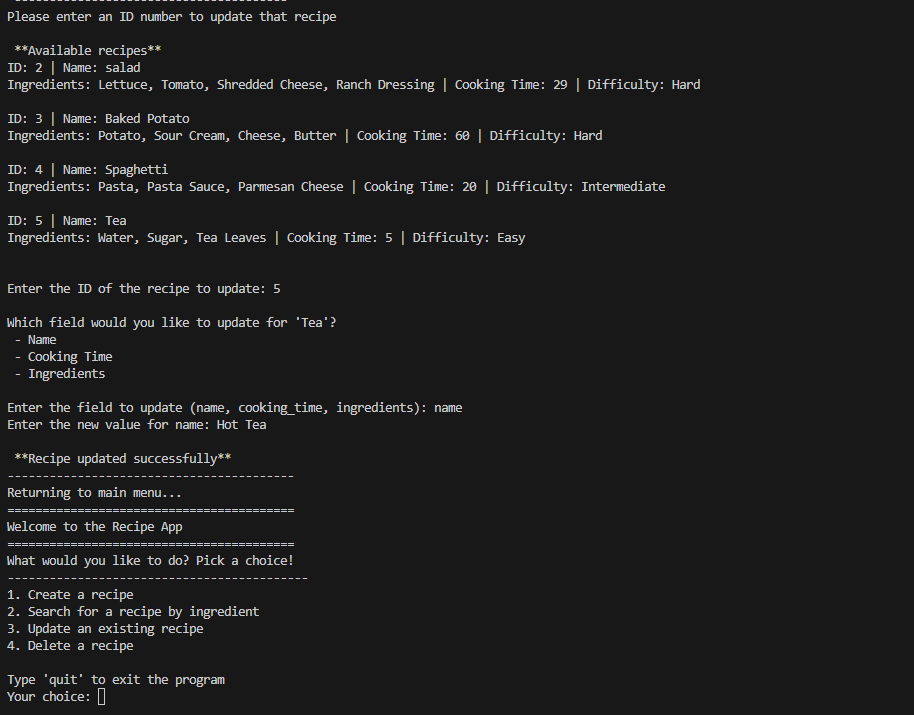 Please enter an ID number to update that recipe
**Available recipes**
ID: 2 | Name: salad
Ingredients: Lettuce, Tomato, Shredded Cheese, Ranch Dressing | Cooking Time: 29 | Difficulty: Hard
ID: 3 | Name: Baked Potato
Ingredients: Potato, Sour Cream, Cheese, Butter | Cooking Time: 60 | Difficulty: Hard
ID: 4 | Name: Spaghetti
Ingredients: Pasta, Pasta Sauce, Parmesan Cheese | Cooking Time: 20 | Difficulty: Intermediate
ID: 5 | Name: Tea
Ingredients: Water, Sugar, Tea Leaves | Cooking Time: 5 | Difficulty: Easy
Enter the ID of the recipe to update: 5
Which field would you like to update for 'Tea'?
- Name
- Cooking Time
- Ingredients
Enter the field to update (name, cooking_time, ingredients): name
Enter the new value for name: Hot Tea
**Recipe updated successfully**
-----------------------------------------
Returning to main menu...
=========================================
Welcome to the Recipe App
=========================================
What would you like to do? Pick a choice!
-------------------------------------------
1. Create a recipe
2. Search for a recipe by ingredient
3. Update an existing recipe
4. Delete a recipe
Type 'quit' to exit the program
Your choice: